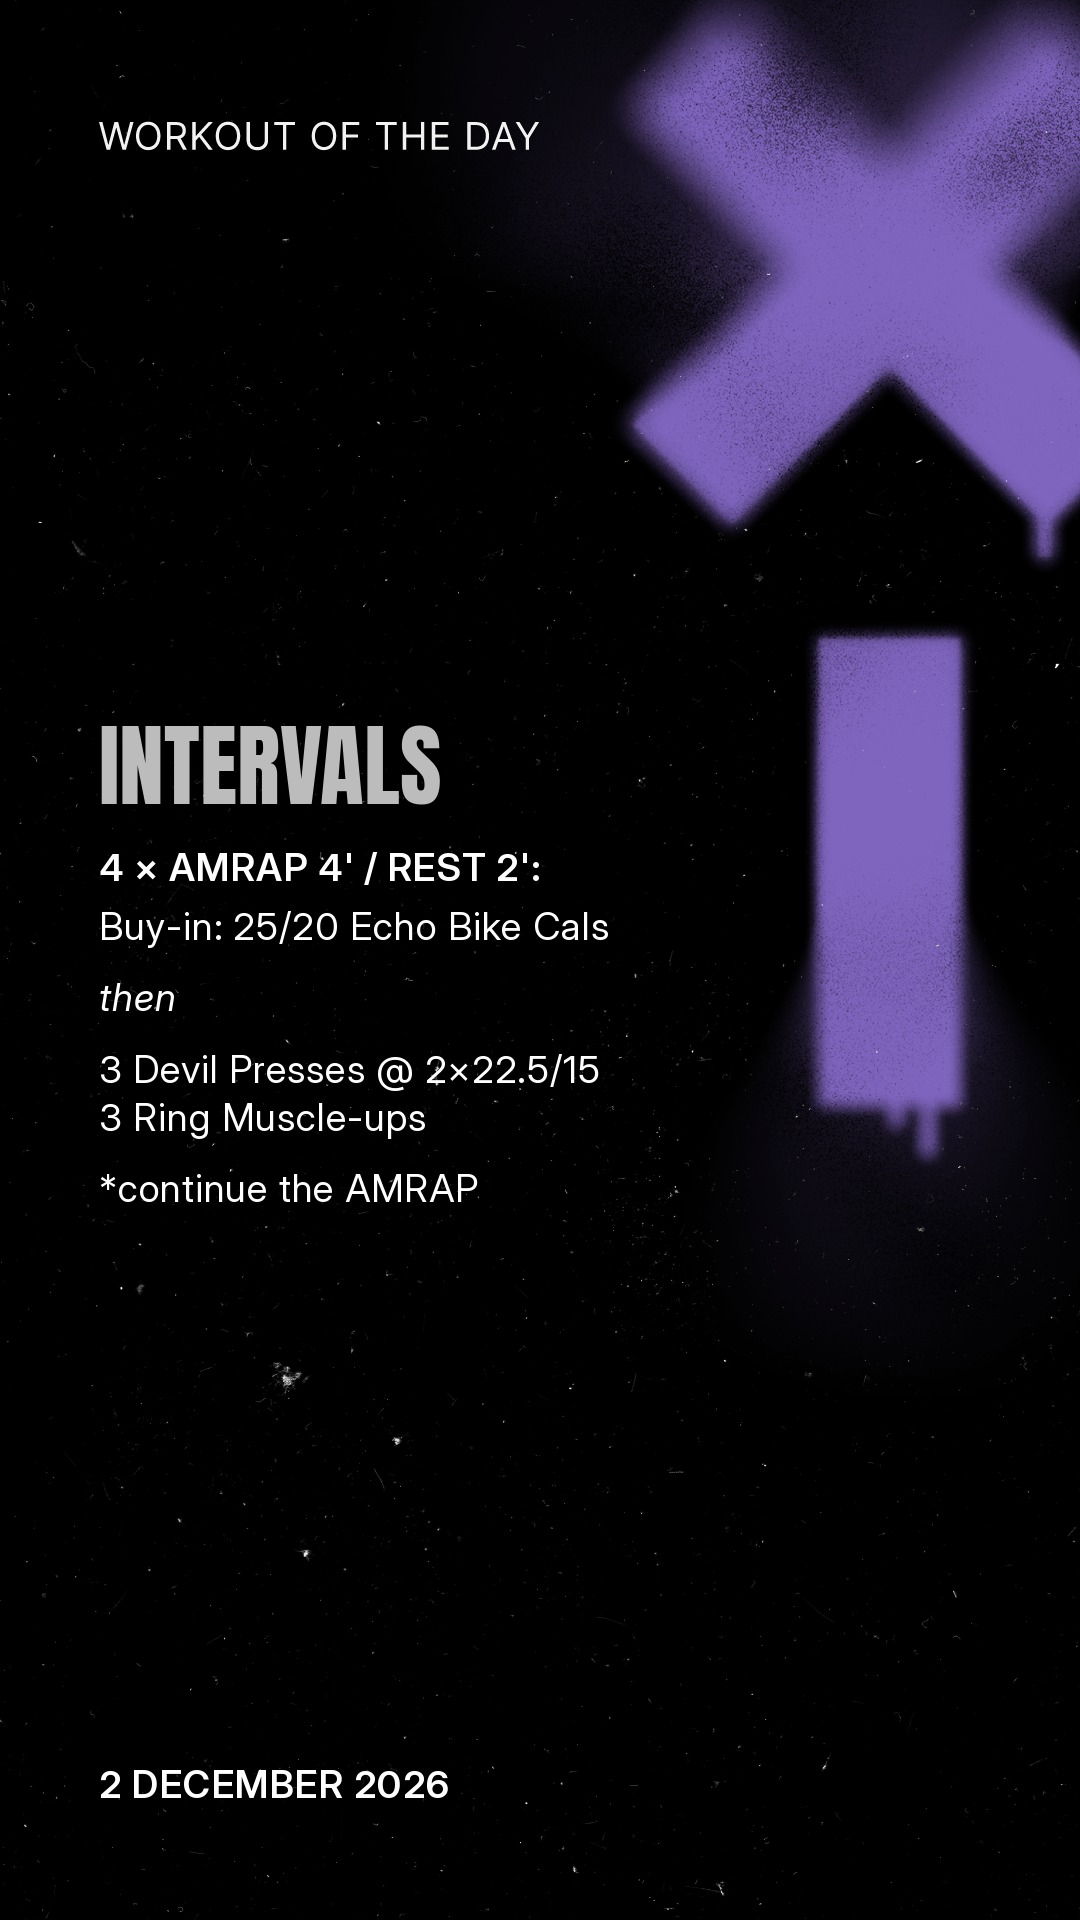 WORKOUT OF THE DAY
INTERVALS
4 × AMRAP 4' / REST 2':
Buy-in: 25/20 Echo Bike Cals
then
3 Devil Presses @ 2×22.5/15
3 Ring Muscle-ups
*continue the AMRAP
2 DECEMBER 2026